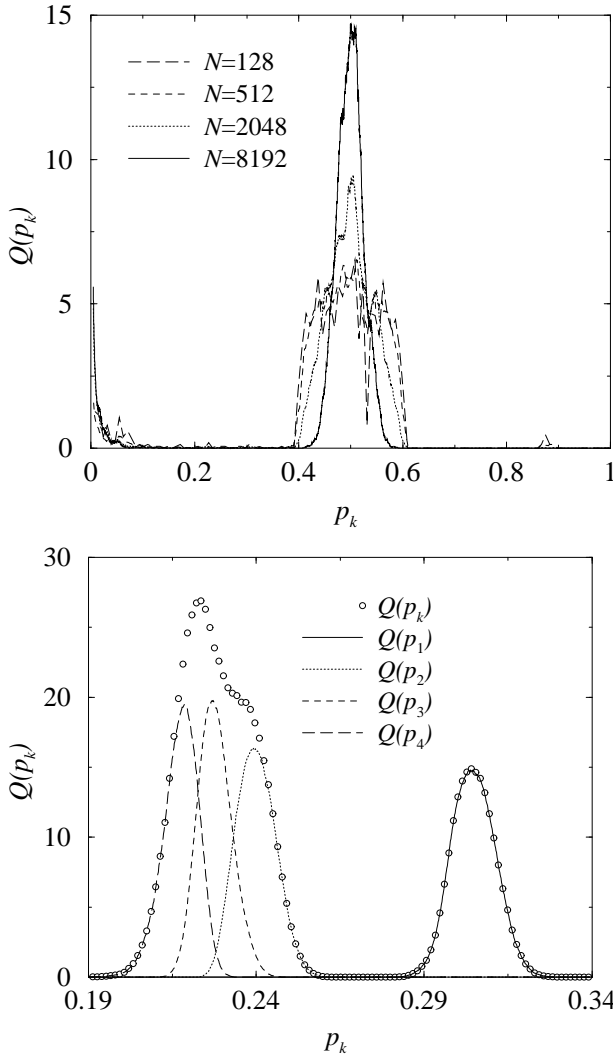 15
10
5
0
Q(p_k)
N=128
N=512
N=2048
N=8192
0 0.2 0.4 0.6 0.8 1
p_k
30
20
10
0
Q(p_k)
Q(p_k)
Q(p_1)
Q(p_2)
Q(p_3)
Q(p_4)
0.19 0.24 0.29 0.34
p_k